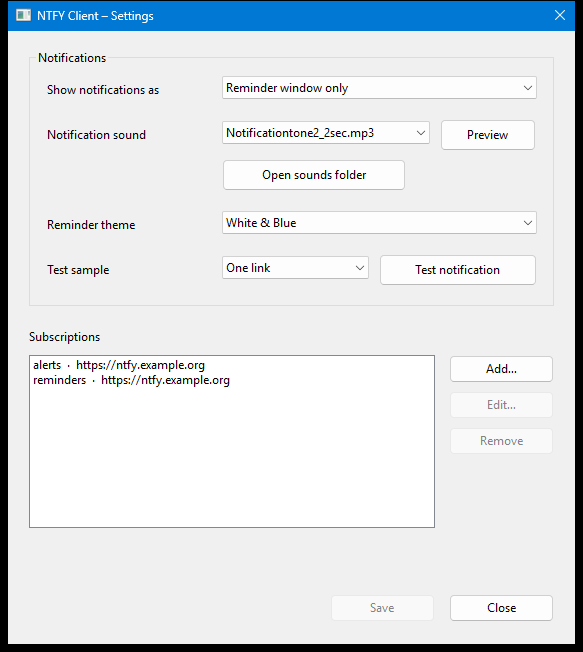 NTFY Client – Settings
Notifications
Show notifications as
Reminder window only
Notification sound
Notificationtone2_2sec.mp3
Preview
Open sounds folder
Reminder theme
White & Blue
Test sample
One link
Test notification
Subscriptions
alerts · https://ntfy.example.org
reminders · https://ntfy.example.org
Add...
Edit...
Remove
Save
Close